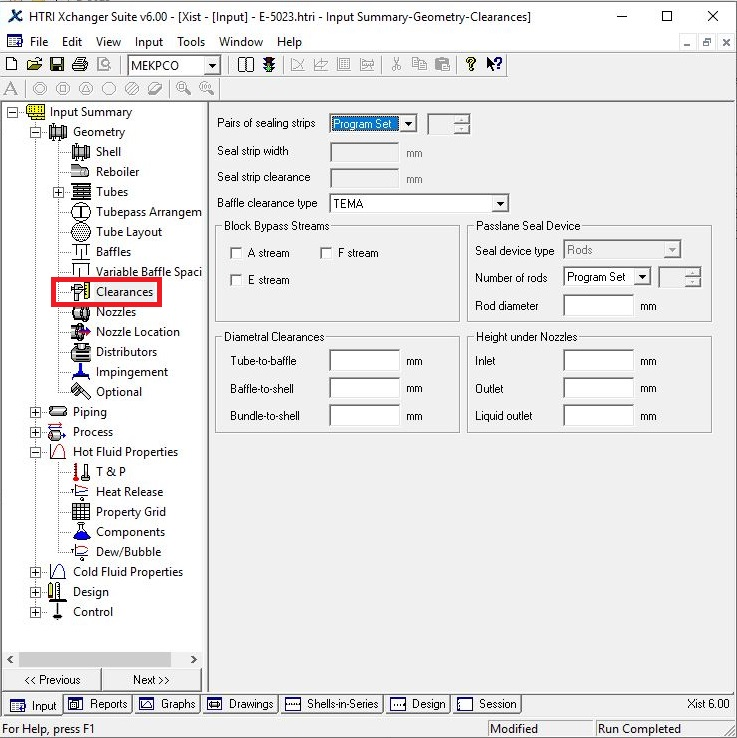 HTRI Xchanger Suite v6.00 - [Xist - [Input] - E-5023.htri - Input Summary-Geometry-Clearances]
File Edit View Input Tools Window Help
MEKPCO
Input Summary
Geometry
Shell
Reboiler
Tubes
Tubepass Arrangem
Tube Layout
Baffles
Variable Baffle Spaci
Clearances
Nozzles
Nozzle Location
Distributors
Impingement
Optional
Piping
Process
Hot Fluid Properties
T & P
Heat Release
Property Grid
Components
Dew/Bubble
Cold Fluid Properties
Design
Control
<< Previous Next >>
Pairs of sealing strips Program Set
Seal strip width mm
Seal strip clearance mm
Baffle clearance type TEMA
Block Bypass Streams
A stream F stream
E stream
Passlane Seal Device
Seal device type Rods
Number of rods Program Set
Rod diameter mm
Diametral Clearances
Tube-to-baffle mm
Baffle-to-shell mm
Bundle-to-shell mm
Height under Nozzles
Inlet mm
Outlet mm
Liquid outlet mm
Input Reports Graphs Drawings Shells-in-Series Design Session Xist 6.00
For Help, press F1 Modified Run Completed